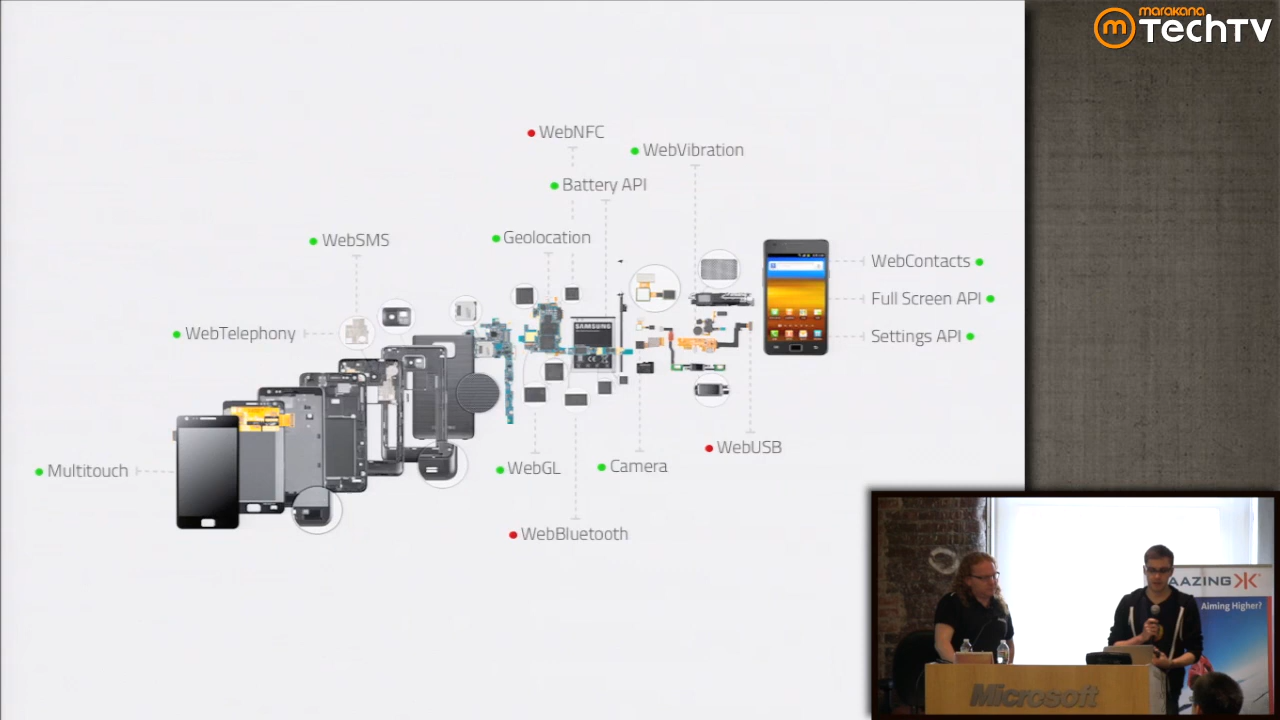 marakana
TechTV
WebNFC
WebVibration
Battery API
WebSMS
Geolocation
WebContacts
Full Screen API
Settings API
WebTelephony
SAMSUNG
Multitouch
WebGL
Camera
WebUSB
WebBluetooth
AAZING
Aiming Higher?
Microsoft